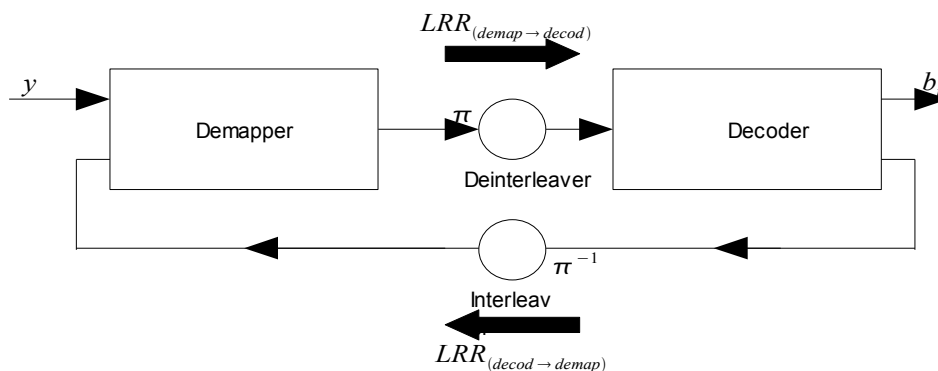 LRR(demap → decod)
y
b
Demapper
π
Decoder
Deinterleaver
π⁻¹
Interleav
LRR(decod → demap)